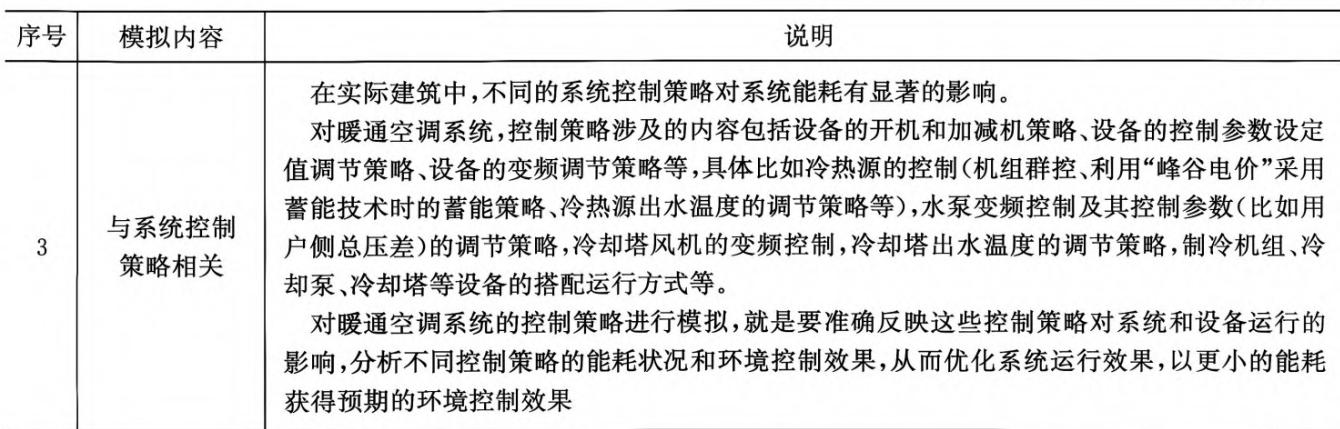 序号 模拟内容 说明
在实际建筑中,不同的系统控制策略对系统能耗有显著的影响。
对暖通空调系统,控制策略涉及的内容包括设备的开机和加减机策略、设备的控制参数设定
值调节策略、设备的变频调节策略等,具体比如冷热源的控制(机组群控、利用“峰谷电价”采用
蓄能技术时的蓄能策略、冷热源出水温度的调节策略等),水泵变频控制及其控制参数(比如用
户侧总压差)的调节策略,冷却塔风机的变频控制,冷却塔出水温度的调节策略,制冷机组、冷
却泵、冷却塔等设备的搭配运行方式等。
对暖通空调系统的控制策略进行模拟,就是要准确反映这些控制策略对系统和设备运行的
影响,分析不同控制策略的能耗状况和环境控制效果,从而优化系统运行效果,以更小的能耗
获得预期的环境控制效果
3
与系统控制
策略相关